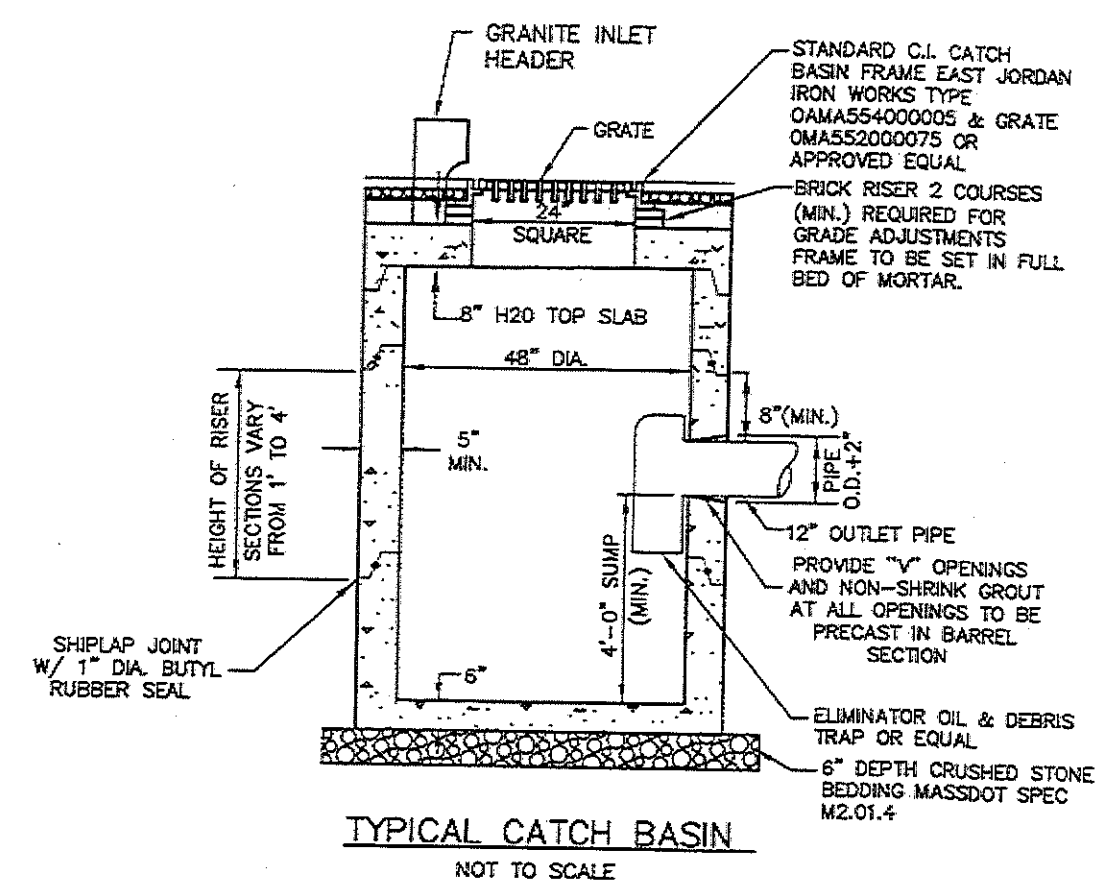 GRANITE INLET
HEADER
STANDARD C.I. CATCH
BASIN FRAME EAST JORDAN
IRON WORKS TYPE
OAMA554000005 & GRATE
OMA552000075 OR
APPROVED EQUAL
GRATE
BRICK RISER 2 COURSES
(MIN.) REQUIRED FOR
GRADE ADJUSTMENTS
FRAME TO BE SET IN FULL
BED OF MORTAR.
24"
SQUARE
8" H20 TOP SLAB
48" DIA.
HEIGHT OF RISER
SECTIONS VARY
FROM 1' TO 4'
5"
MIN.
8"(MIN.)
PIPE
O.D.+2"
12" OUTLET PIPE
PROVIDE "V" OPENINGS
AND NON-SHRINK GROUT
AT ALL OPENINGS TO BE
PRECAST IN BARREL
SECTION
4'-0" SUMP
(MIN.)
SHIPLAP JOINT
W/ 1" DIA. BUTYL
RUBBER SEAL
6"
ELIMINATOR OIL & DEBRIS
TRAP OR EQUAL
6" DEPTH CRUSHED STONE
BEDDING MASSDOT SPEC
M2.01.4
TYPICAL CATCH BASIN
NOT TO SCALE